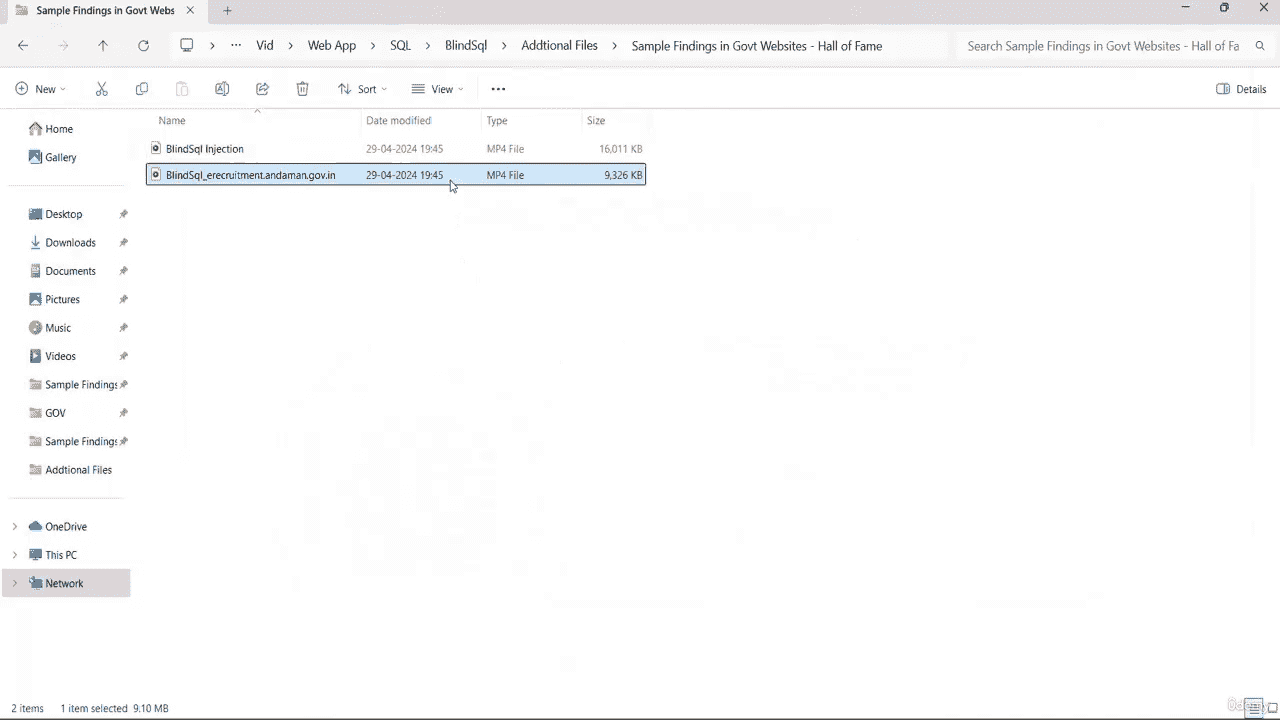 Sample Findings in Govt Webs
Vid > Web App > SQL > BlindSql > Addtional Files > Sample Findings in Govt Websites - Hall of Fame
Search Sample Findings in Govt Websites - Hall of Fa
New
Sort
View
Details
Name Date modified Type Size
BlindSql Injection 29-04-2024 19:45 MP4 File 16,011 KB
BlindSql_erecruitment.andaman.gov.in 29-04-2024 19:45 MP4 File 9,326 KB
Home
Gallery
Desktop
Downloads
Documents
Pictures
Music
Videos
Sample Findings
GOV
Sample Findings
Addtional Files
OneDrive
This PC
Network
2 items 1 item selected 9.10 MB